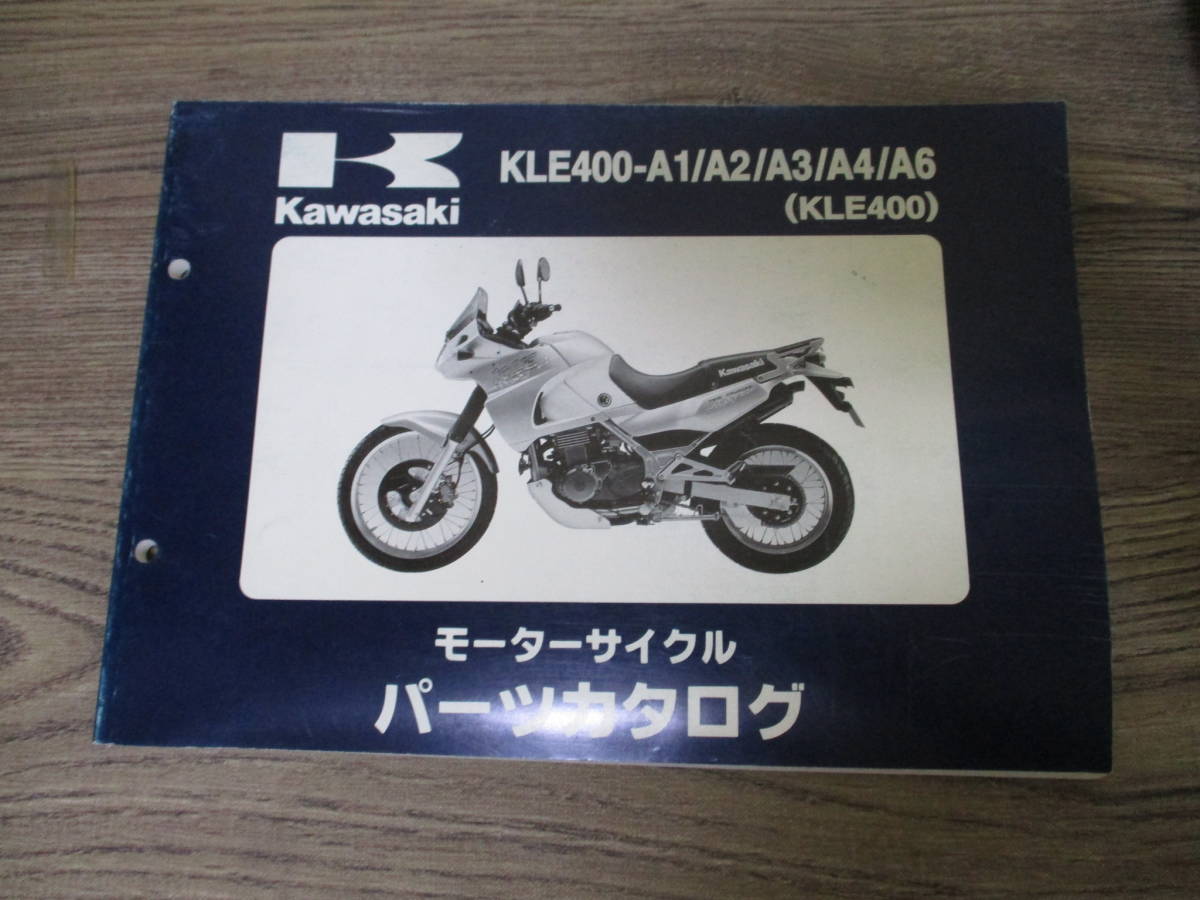 KLE400-A1/A2/A3/A4/A6
(KLE400)
Kawasaki
Kawasaki
モーターサイクル
パーツカタログ